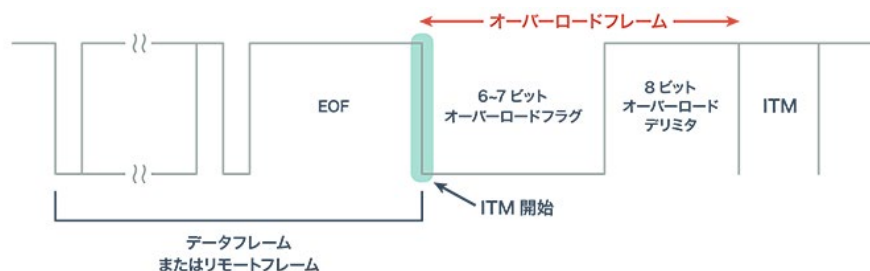 オーバーロードフレーム
EOF
6~7 ビット
オーバーロードフラグ
8 ビット
オーバーロード
デリミタ
ITM
ITM 開始
データフレーム
またはリモートフレーム